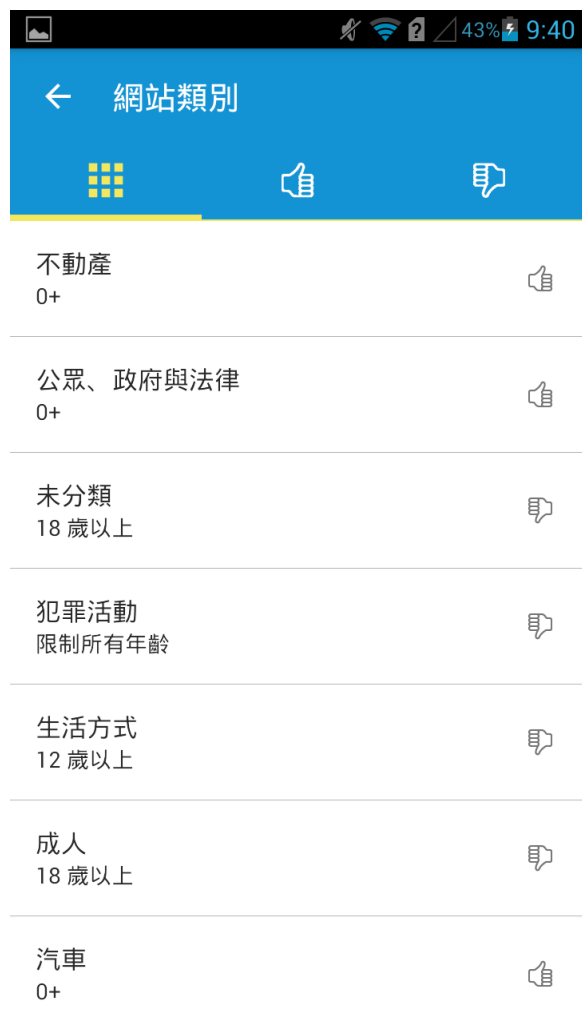 43% 9:40
網站類別
不動產
0+
公眾、政府與法律
0+
未分類
18 歲以上
犯罪活動
限制所有年齡
生活方式
12 歲以上
成人
18 歲以上
汽車
0+